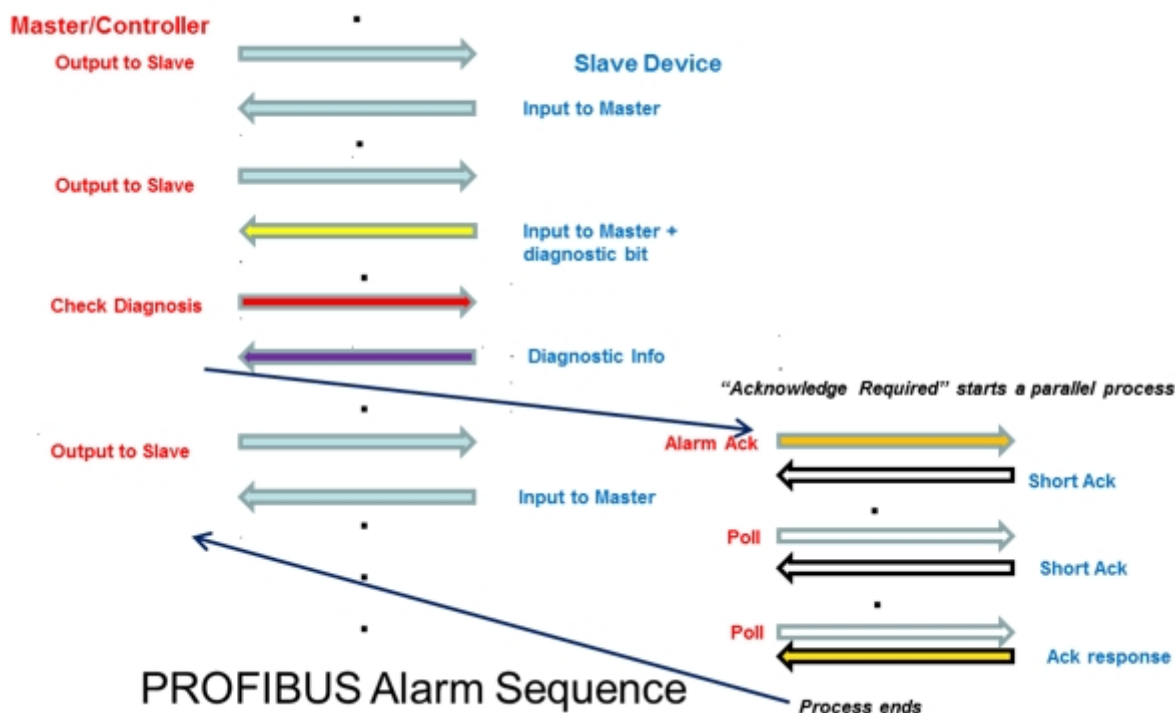 Master/Controller
Output to Slave
Slave Device
Input to Master
Output to Slave
Input to Master +
diagnostic bit
Check Diagnosis
Diagnostic Info
“Acknowledge Required” starts a parallel process
Output to Slave
Alarm Ack
Short Ack
Input to Master
Poll
Short Ack
Poll
Ack response
PROFIBUS Alarm Sequence
Process ends